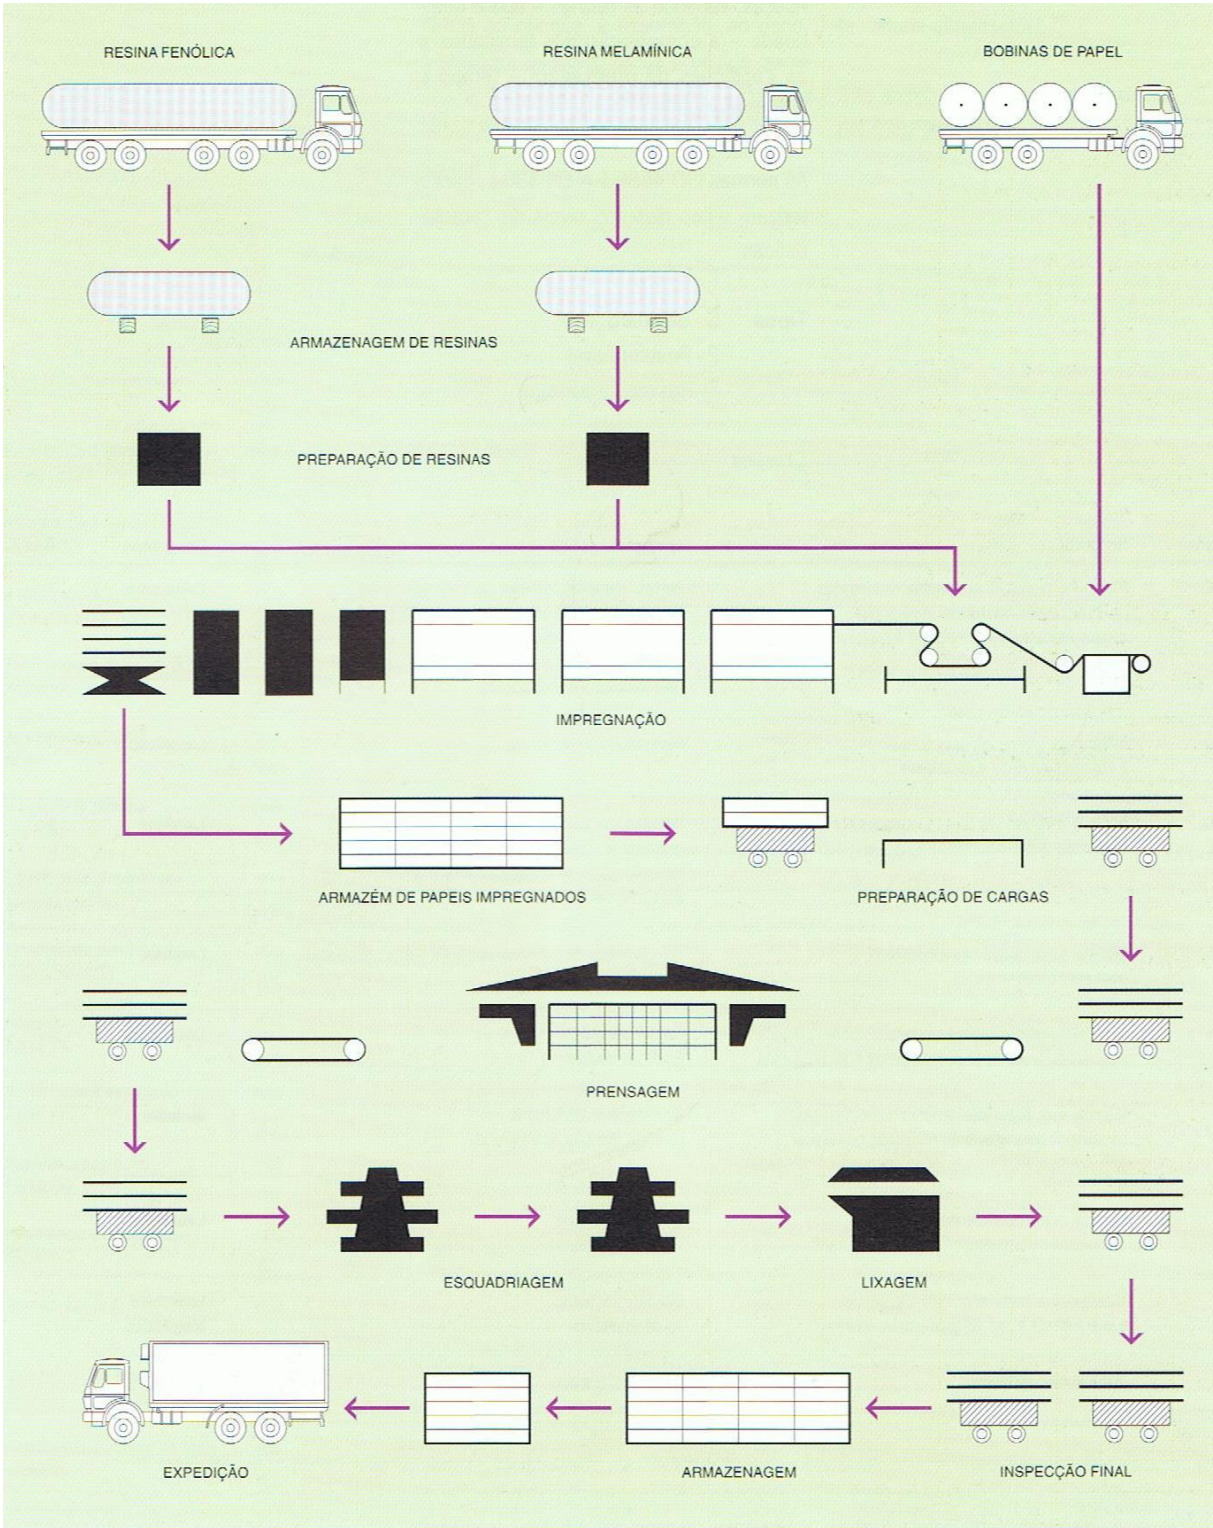 RESINA FENÓLICA
RESINA MELAMÍNICA
BOBINAS DE PAPEL
ARMAZENAGEM DE RESINAS
PREPARAÇÃO DE RESINAS
IMPREGNAÇÃO
ARMAZÉM DE PAPEIS IMPREGNADOS
PREPARAÇÃO DE CARGAS
PRENSAGEM
ESQUADRIAGEM
LIXAGEM
EXPEDIÇÃO
ARMAZENAGEM
INSPECÇÃO FINAL